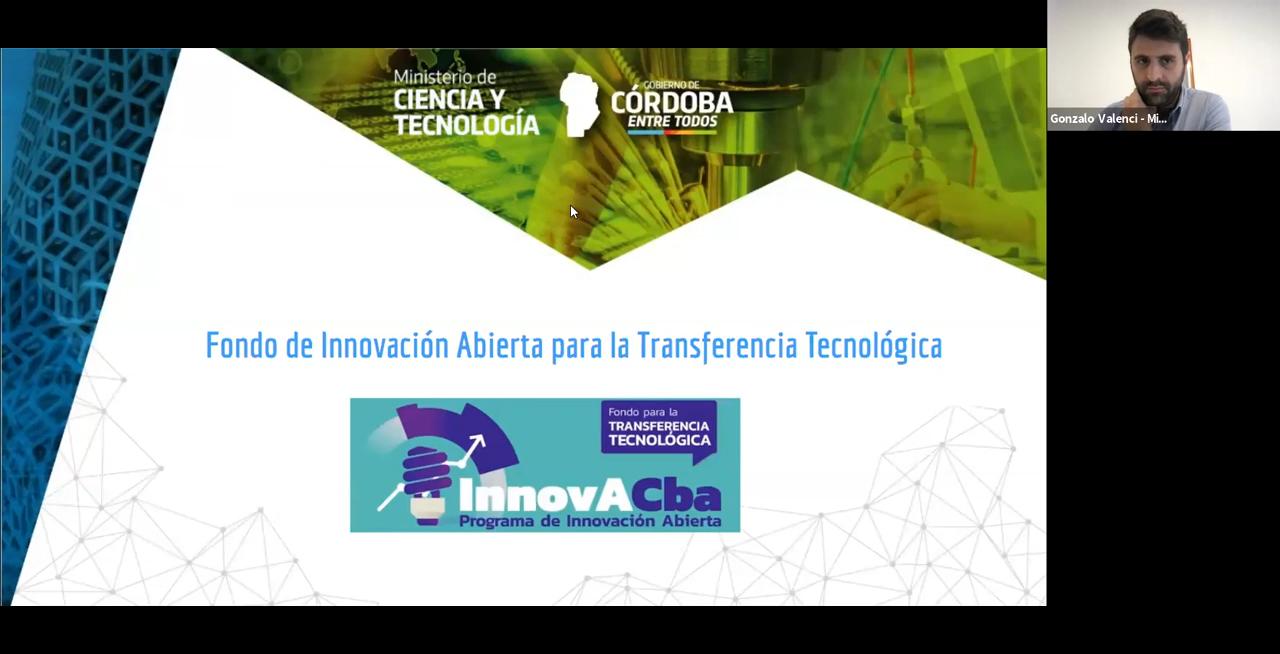 Ministerio de
CIENCIA Y
TECNOLOGÍA
GOBIERNO DE
CÓRDOBA
ENTRE TODOS
Gonzalo Valenci - Mi...
Fondo de Innovación Abierta para la Transferencia Tecnológica
Fondo para la
TRANSFERENCIA
TECNOLÓGICA
InnovACba
Programa de Innovación Abierta